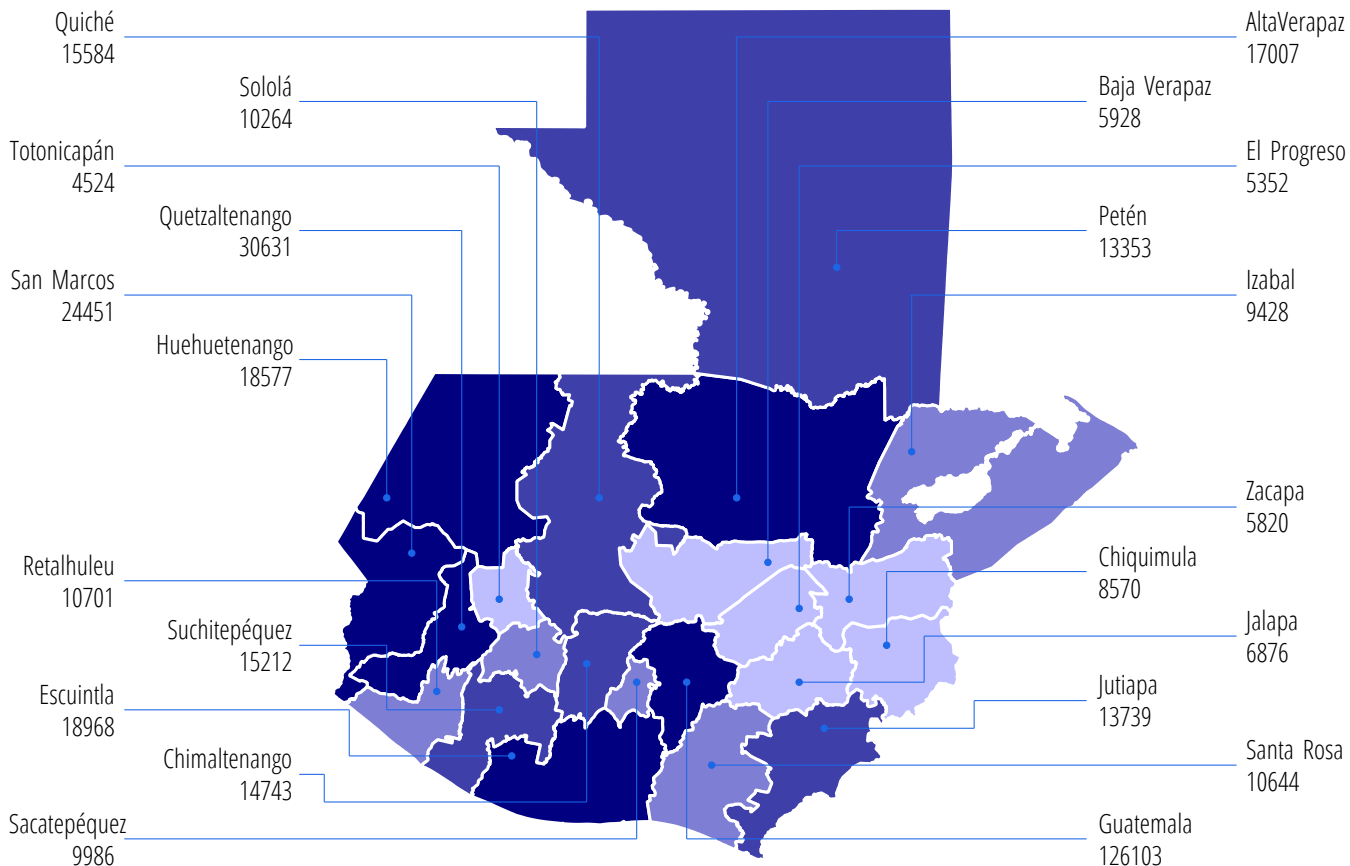 Quiché
15584
Sololá
10264
Totonicapán
4524
Quetzaltenango
30631
San Marcos
24451
Huehuetenango
18577
Retalhuleu
10701
Suchitepéquez
15212
Escuintla
18968
Chimaltenango
14743
Sacatepéquez
9986
AltaVerapaz
17007
Baja Verapaz
5928
El Progreso
5352
Petén
13353
Izabal
9428
Zacapa
5820
Chiquimula
8570
Jalapa
6876
Jutiapa
13739
Santa Rosa
10644
Guatemala
126103